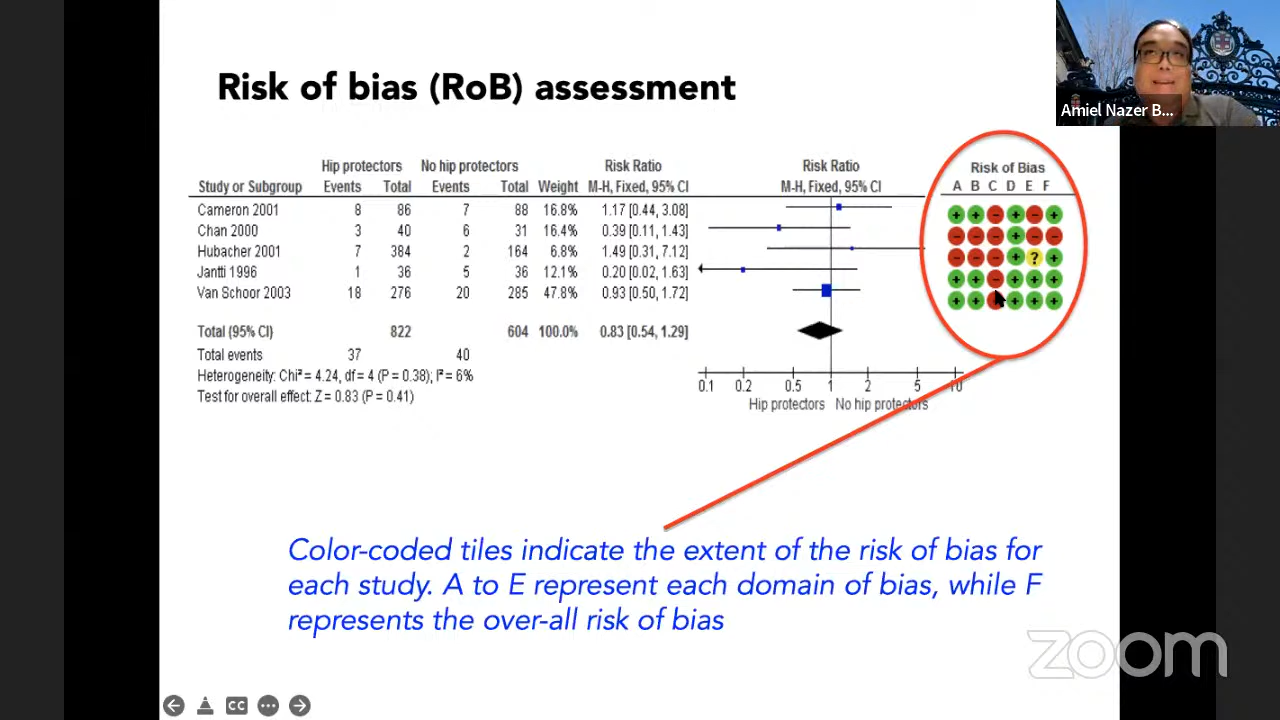 Risk of bias (RoB) assessment
Amiel Nazer B...
Hip protectors No hip protectors Risk Ratio Risk Ratio Risk of Bias
Study or Subgroup Events Total Events Total Weight M-H, Fixed, 95% CI M-H, Fixed, 95% CI A B C D E F
Cameron 2001 8 86 7 88 16.8% 1.17 [0.44, 3.08] + + - + - +
Chan 2000 3 40 6 31 16.4% 0.39 [0.11, 1.43] - - - + - -
Hubacher 2001 7 384 2 164 6.8% 1.49 [0.31, 7.12] - - - + ? +
Jantti 1996 1 36 5 36 12.1% 0.20 [0.02, 1.63] + + - + + +
Van Schoor 2003 18 276 20 285 47.8% 0.93 [0.50, 1.72] + + + + +
Total (95% CI) 822 604 100.0% 0.83 [0.54, 1.29]
Total events 37 40
Heterogeneity: Chi² = 4.24, df = 4 (P = 0.38); I² = 6%
Test for overall effect: Z = 0.83 (P = 0.41)
0.1 0.2 0.5 1 2 5 10
Hip protectors No hip protectors
Color-coded tiles indicate the extent of the risk of bias for
each study. A to E represent each domain of bias, while F
represents the over-all risk of bias
zoom
CC